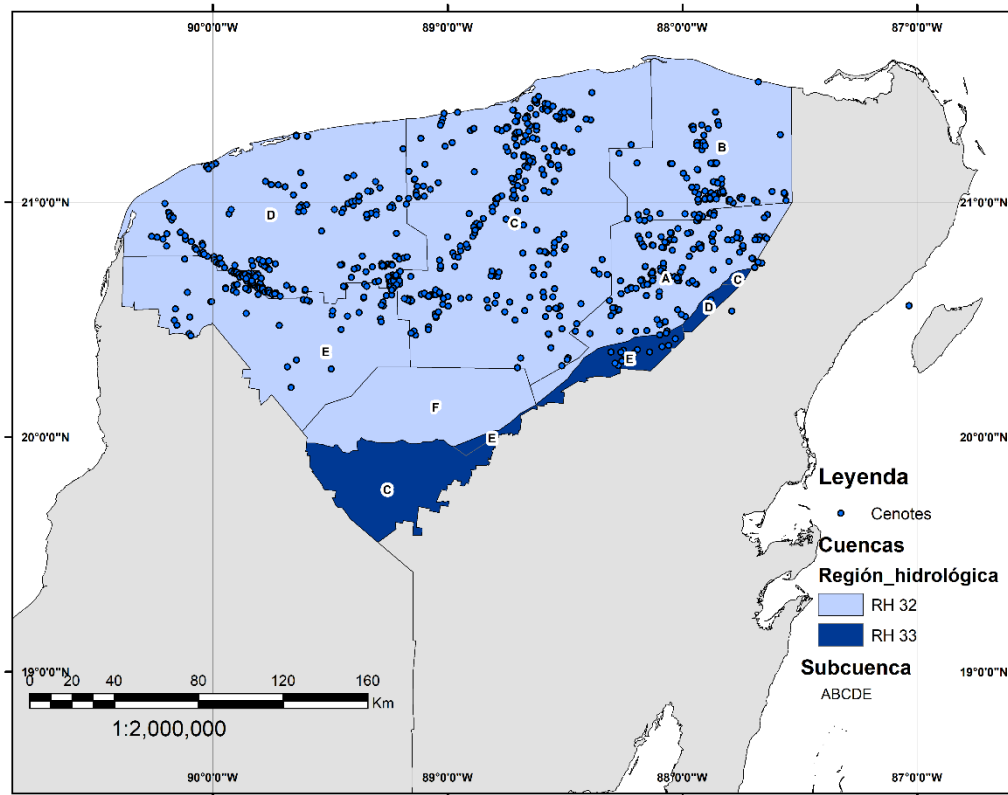 90°0'0"W 89°0'0"W 88°0'0"W 87°0'0"W
B
21°0'0"N 21°0'0"N
D
C
A
C
D
E
E
F
20°0'0"N 20°0'0"N
E
C
Leyenda
Cenotes
Cuencas
Región_hidrológica
RH 32
RH 33
Subcuenca
ABCDE
19°0'0"N 19°0'0"N
0 20 40 80 120 160
Km
1:2,000,000
90°0'0"W 89°0'0"W 88°0'0"W 87°0'0"W